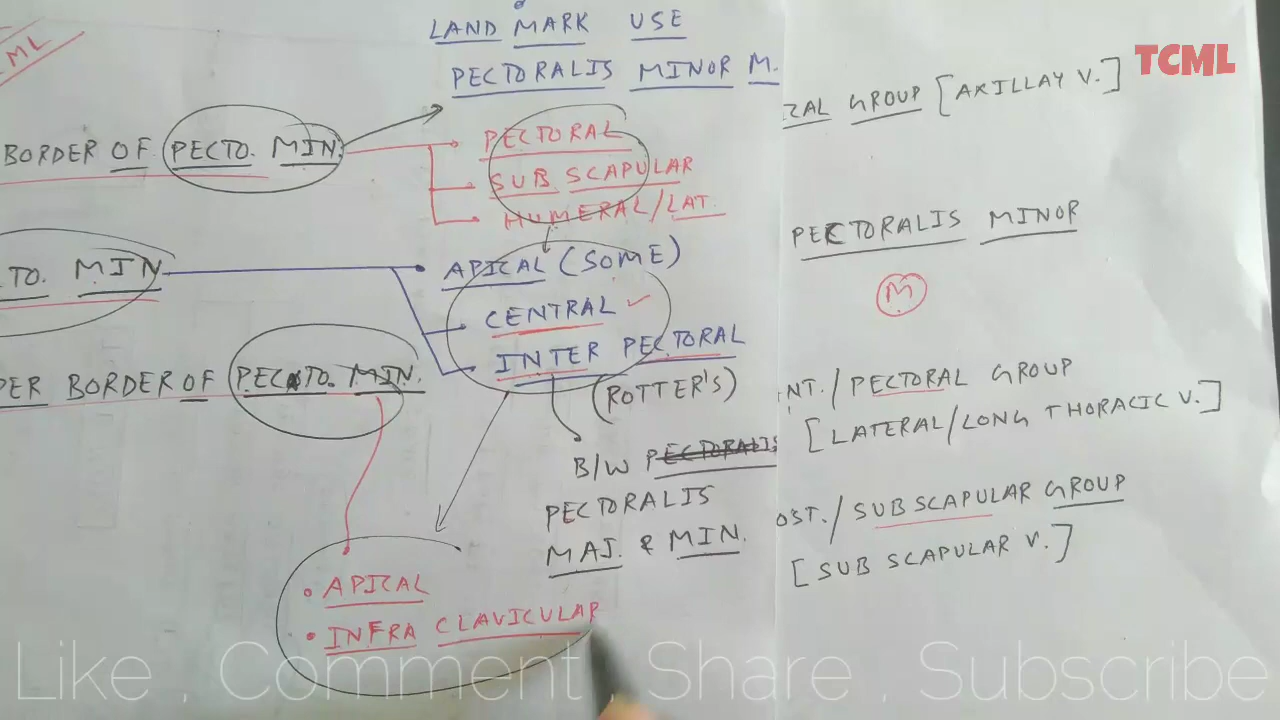 LAND MARK USE
PECTORALIS MINOR M.
TCML
BORDER OF PECTO. MIN.
PECTORAL
SUB SCAPULAR
HUMERAL/LAT.
TO. MIN
APICAL (SOME)
CENTRAL
INTER PECTORAL
(ROTTER'S)
PER BORDER OF PECTO. MIN.
B/W PECTORALIS
PECTORALIS
MAJ. & MIN.
• APICAL
• INFRA CLAVICULAR
RAL GROUP [AXILLAY V.]
PECTORALIS MINOR
M
NT./PECTORAL GROUP
[LATERAL/LONG THORACIC V.]
OST./SUB SCAPULAR GROUP
[SUB SCAPULAR V.]
Like , Comment , Share , Subscribe